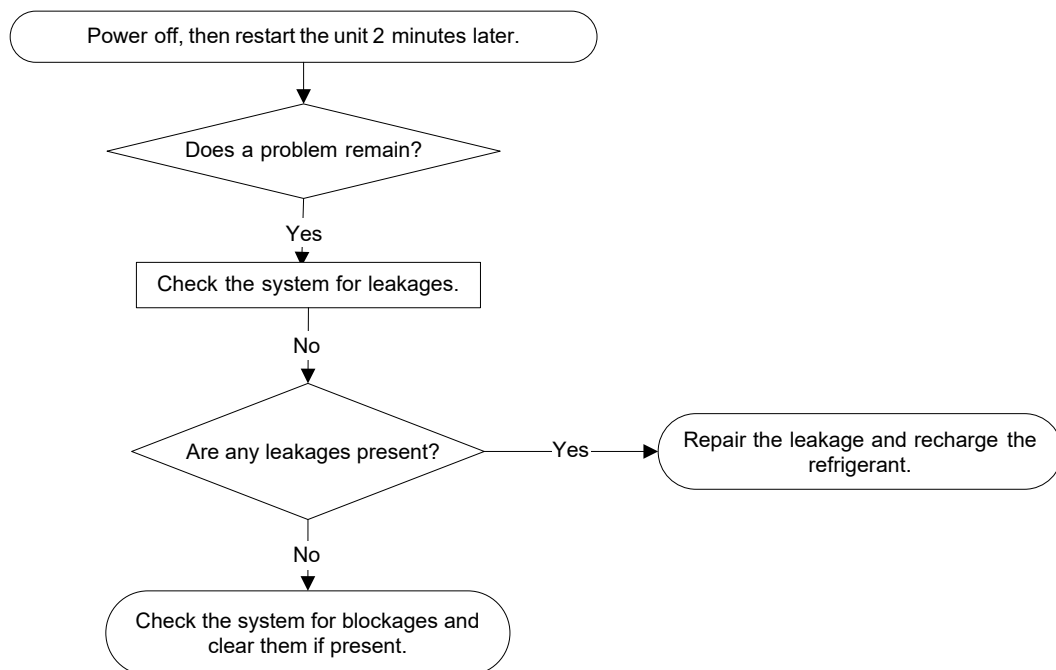 Power off, then restart the unit 2 minutes later.
Does a problem remain?
Yes
Check the system for leakages.
No
Are any leakages present?
Yes
Repair the leakage and recharge the
refrigerant.
No
Check the system for blockages and
clear them if present.